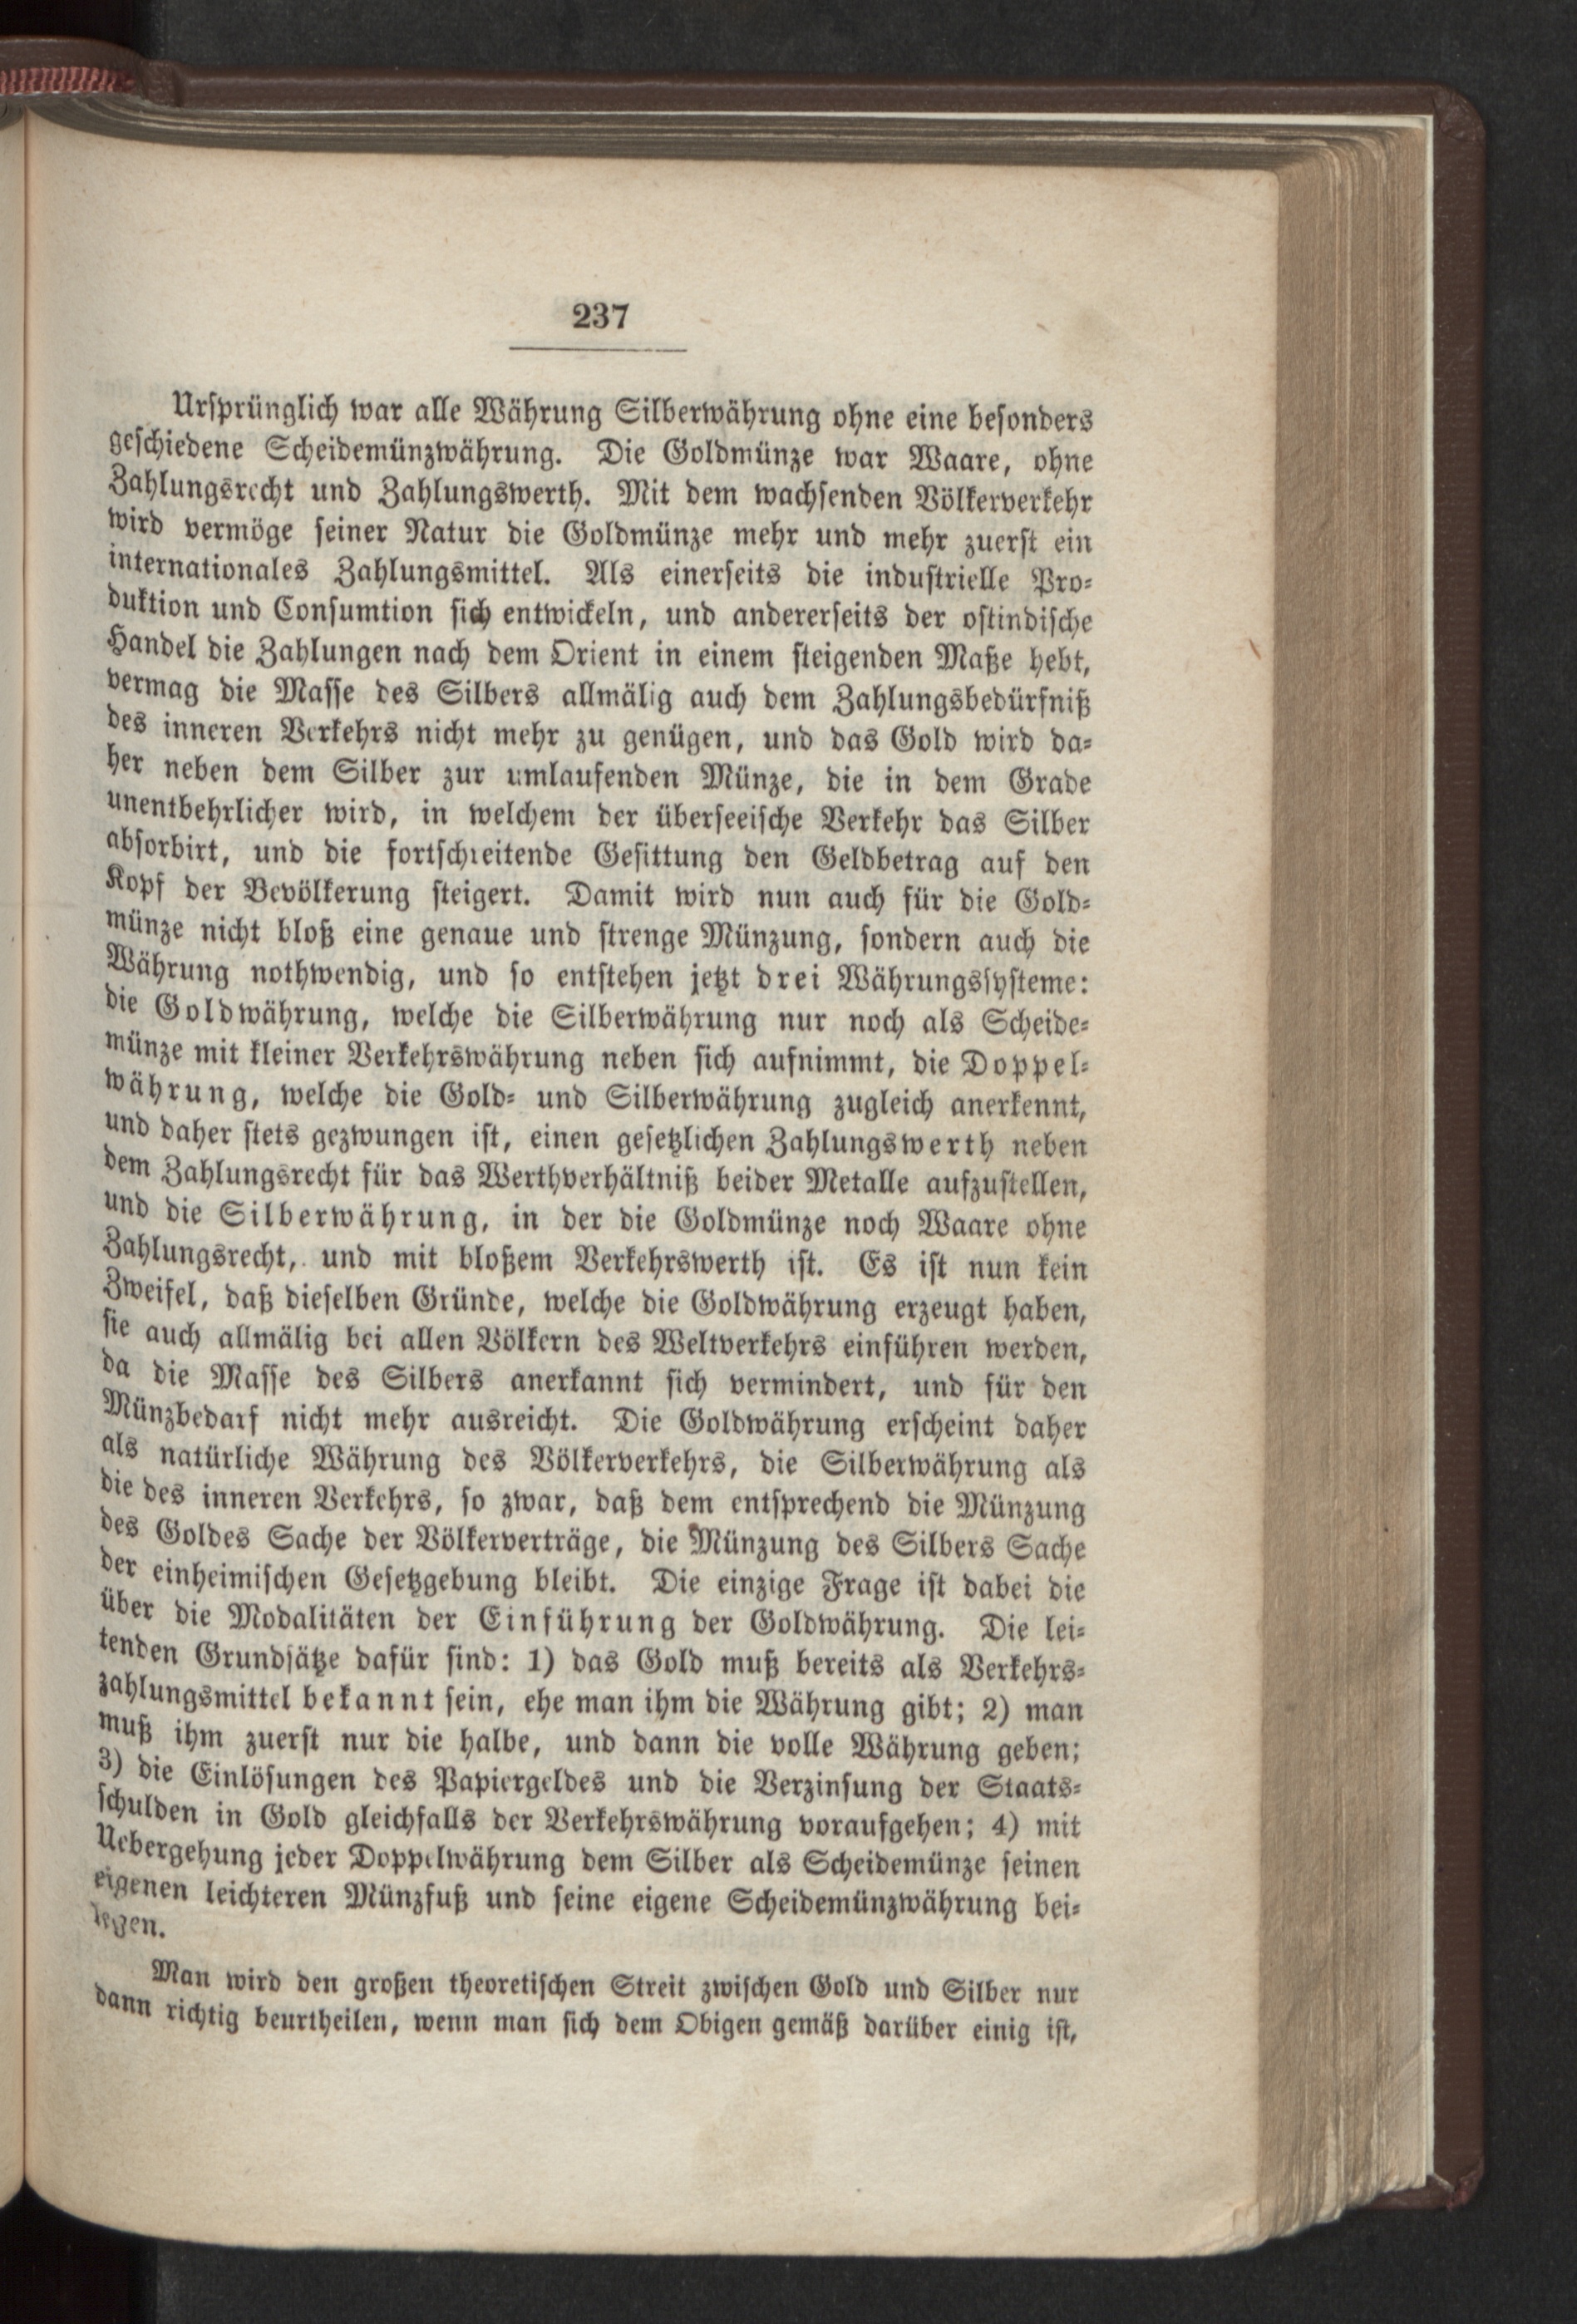 237
Ursprünglich war alle Währung Silberwährung ohne eine besonders
geschiedene Scheidemünzwährung. Die Goldmünze war Waare, ohne
Zahlungsrecht und Zahlungswerth. Mit dem wachsenden Völkerverkehr
wird vermöge seiner Natur die Goldmünze mehr und mehr zuerst ein
internationales Zahlungsmittel. Als einerseits die industrielle Pro-
duktion und Consumtion sich entwickeln, und andererseits der ostindische
Handel die Zahlungen nach dem Orient in einem steigenden Maße hebt,
vermag die Masse des Silbers allmälig auch dem Zahlungsbedürfniß
des inneren Verkehrs nicht mehr zu genügen, und das Gold wird da-
her neben dem Silber zur umlaufenden Münze, die in dem Grade
unentbehrlicher wird, in welchem der überseeische Verkehr das Silber
absorbirt, und die fortschreitende Gesittung den Geldbetrag auf den
Kopf der Bevölkerung steigert. Damit wird nun auch für die Gold-
münze nicht bloß eine genaue und strenge Münzung, sondern auch die
Währung nothwendig, und so entstehen jetzt drei Währungssysteme:
die Goldwährung, welche die Silberwährung nur noch als Scheide-
münze mit kleiner Verkehrswährung neben sich aufnimmt, die Doppel-
währung, welche die Gold- und Silberwährung zugleich anerkennt,
und daher stets gezwungen ist, einen gesetzlichen Zahlungswerth neben
dem Zahlungsrecht für das Werthverhältniß beider Metalle aufzustellen,
und die Silberwährung, in der die Goldmünze noch Waare ohne
Zahlungsrecht, und mit bloßem Verkehrswerth ist. Es ist nun kein
Zweifel, daß dieselben Gründe, welche die Goldwährung erzeugt haben,
sie auch allmälig bei allen Völkern des Weltverkehrs einführen werden,
da die Masse des Silbers anerkannt sich vermindert, und für den
Münzbedarf nicht mehr ausreicht. Die Goldwährung erscheint daher
als natürliche Währung des Völkerverkehrs, die Silberwährung als
die des inneren Verkehrs, so zwar, daß dem entsprechend die Münzung
des Goldes Sache der Völkerverträge, die Münzung des Silbers Sache
der einheimischen Gesetzgebung bleibt. Die einzige Frage ist dabei die
über die Modalitäten der Einführung der Goldwährung. Die lei-
tenden Grundsätze dafür sind: 1) das Gold muß bereits als Verkehrs-
zahlungsmittel bekannt sein, ehe man ihm die Währung gibt; 2) man
muß ihm zuerst nur die halbe, und dann die volle Währung geben;
3) die Einlösungen des Papiergeldes und die Verzinsung der Staats-
schulden in Gold gleichfalls der Verkehrswährung voraufgehen; 4) mit
Uebergehung jeder Doppelwährung dem Silber als Scheidemünze seinen
eigenen leichteren Münzfuß und seine eigene Scheidemünzwährung bei-
legen.
Man wird den großen theoretischen Streit zwischen Gold und Silber nur
dann richtig beurtheilen, wenn man sich dem Obigen gemäß darüber einig ist,